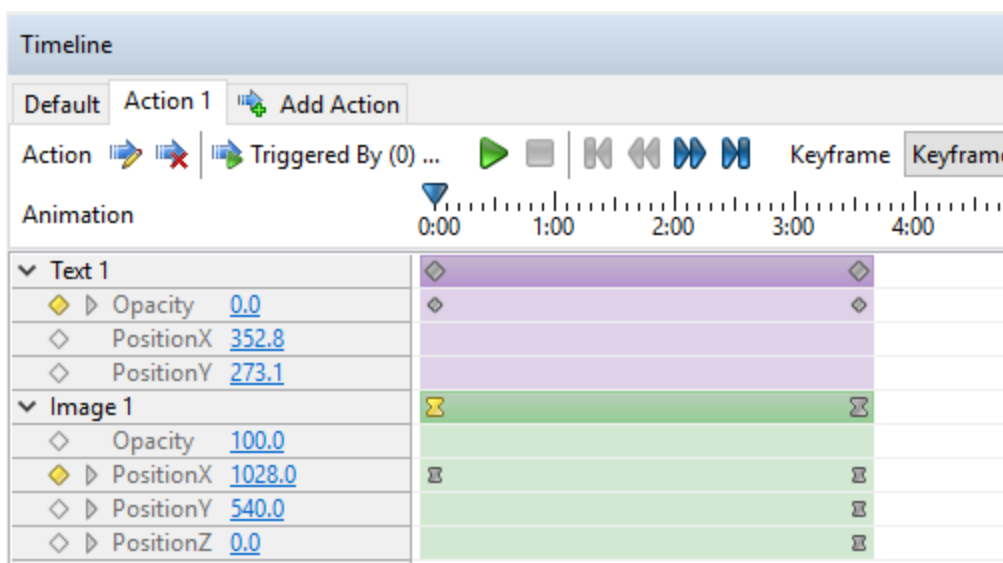 Timeline
Default Action 1 Add Action
Action Triggered By (0) ... Keyframe Keyframe
Animation 0:00 1:00 2:00 3:00 4:00
Text 1
Opacity 0.0
PositionX 352.8
PositionY 273.1
Image 1
Opacity 100.0
PositionX 1028.0
PositionY 540.0
PositionZ 0.0